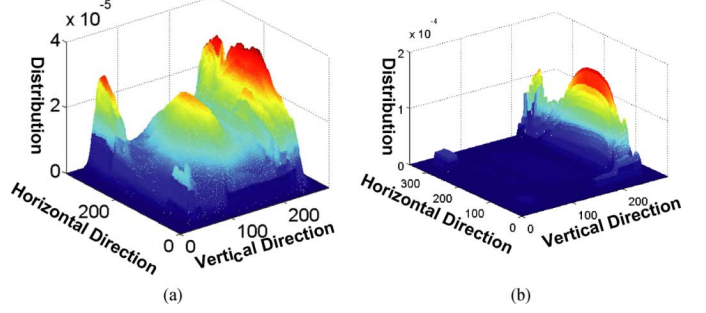 x 10 -5
4
2
0
Distribution
Horizontal Direction
200
0
0
100
200
Vertical Direction
(a)
x 10 -4
2
1
0
Distribution
300
200
100
0
Horizontal Direction
0
100
200
Vertical Direction
(b)